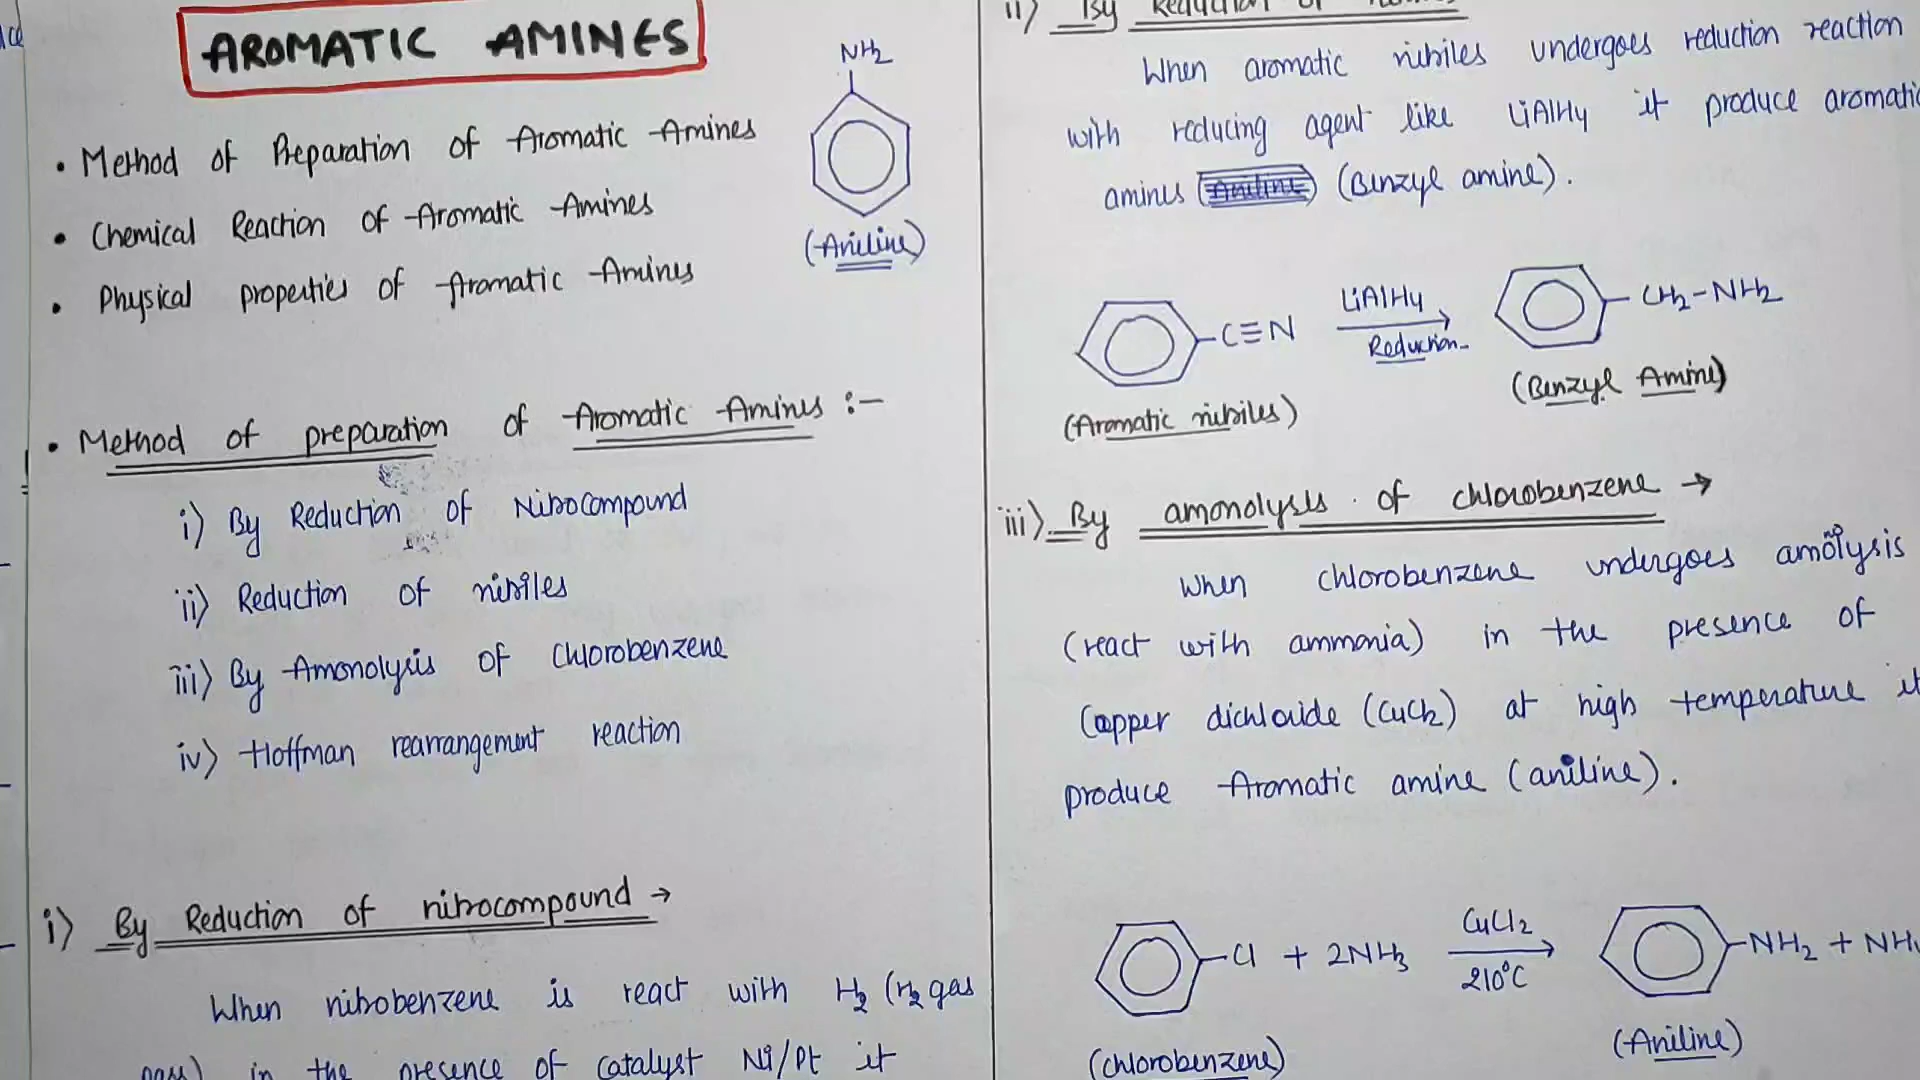 AROMATIC AMINES
NH2
(Aniline)
• Method of Preparation of Aromatic Amines
• Chemical Reaction of Aromatic Amines
• Physical properties of Aromatic Amines
• Method of preparation of Aromatic Amines :-
i) By Reduction of Nitrocompound
ii) Reduction of nitriles
iii) By Amonolysis of Chlorobenzene
iv) Hoffman rearrangement reaction
i) By Reduction of nitrocompound →
When nitrobenzene is react with H2 (H2 gas
gas) in the presence of catalyst Ni/Pt it
ii) By Reduction of
When aromatic nitriles undergoes reduction reaction
with reducing agent like LiAlH4 it produce aromatic
amines (Aniline) (Benzyl amine).
C≡N LiAlH4 Reduction CH2-NH2
(Aromatic nitriles) (Benzyl Amine)
iii) By amonolysis of chlorobenzene →
When chlorobenzene undergoes amolysis
(react with ammonia) in the presence of
Copper dichloride (CuCl2) at high temperature it
produce Aromatic amine (aniline).
Cl + 2NH3 CuCl2 210°C NH2 + NH
(chlorobenzene) (Aniline)